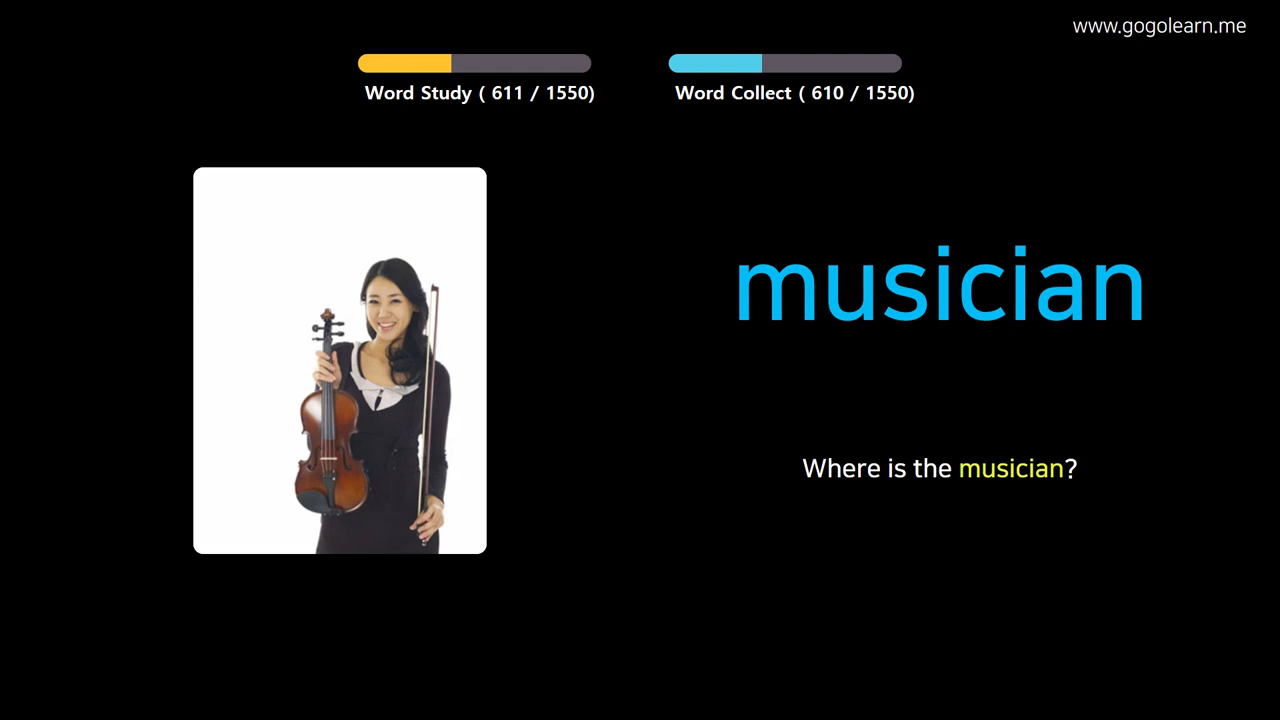 www.gogolearn.me
Word Study ( 611 / 1550)
Word Collect ( 610 / 1550)
musician
Where is the musician?